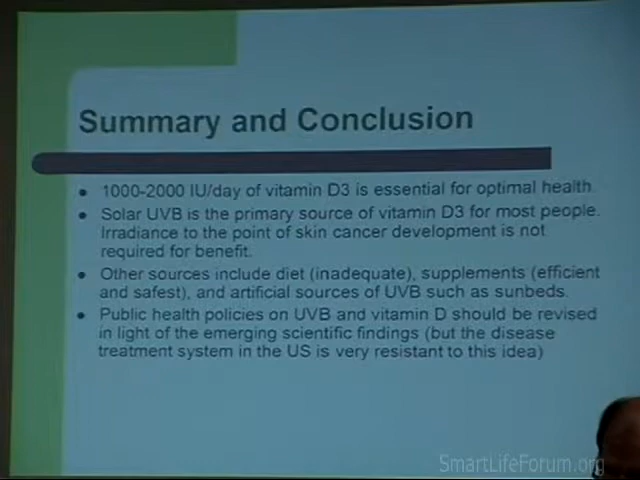 Summary and Conclusion
1000-2000 IU/day of vitamin D3 is essential for optimal health.
Solar UVB is the primary source of vitamin D3 for most people.
Irradiance to the point of skin cancer development is not
required for benefit.
Other sources include diet (inadequate), supplements (efficient
and safest), and artificial sources of UVB such as sunbeds.
Public health policies on UVB and vitamin D should be revised
in light of the emerging scientific findings (but the disease
treatment system in the US is very resistant to this idea)
SmartLifeForum.org